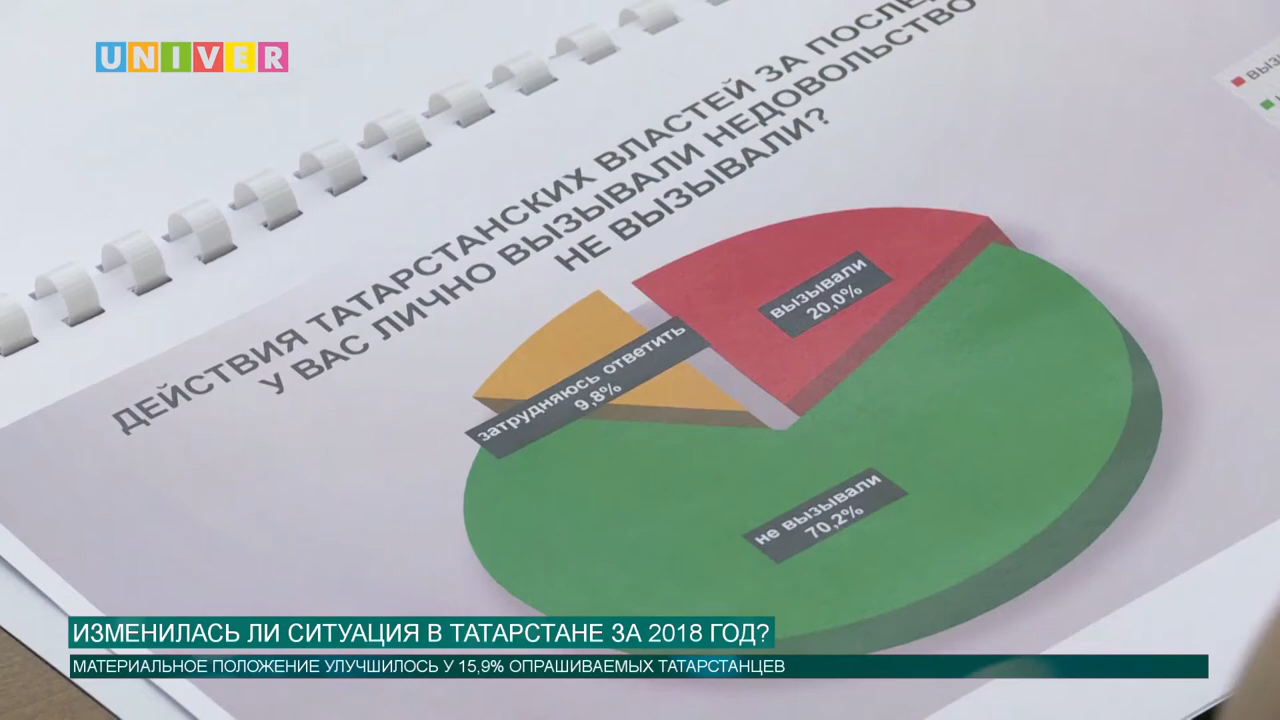 UNIVER
ДЕЙСТВИЯ ТАТАРСТАНСКИХ ВЛАСТЕЙ ЗА
У ВАС ЛИЧНО ВЫЗЫВАЛИ НЕДОВОЛЬСТВО
НЕ ВЫЗЫВАЛИ?
вызывали
20,0%
затрудняюсь ответить
9,8%
не вызывали
70,2%
ИЗМЕНИЛАСЬ ЛИ СИТУАЦИЯ В ТАТАРСТАНЕ ЗА 2018 ГОД?
МАТЕРИАЛЬНОЕ ПОЛОЖЕНИЕ УЛУЧШИЛОСЬ У 15,9% ОПРАШИВАЕМЫХ ТАТАРСТАНЦЕВ